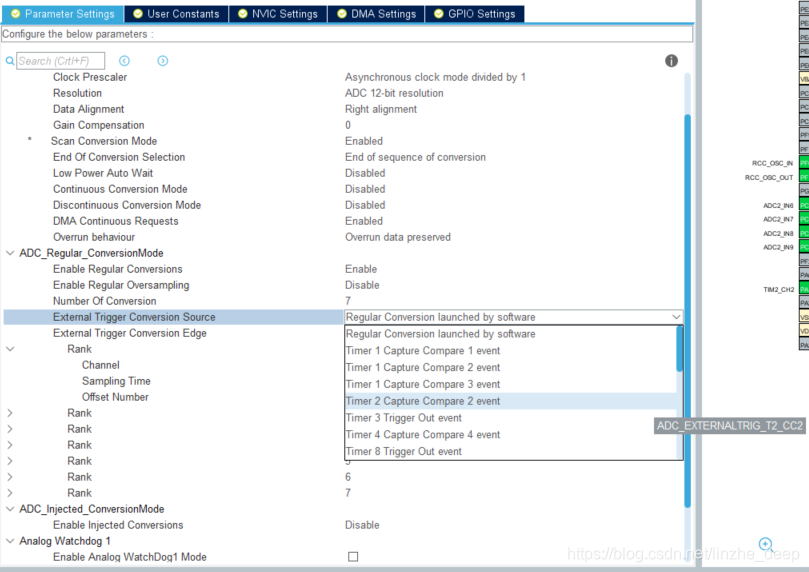 Parameter Settings User Constants NVIC Settings DMA Settings GPIO Settings
Configure the below parameters :
Search (Crtl+F)
Clock Prescaler Asynchronous clock mode divided by 1
Resolution ADC 12-bit resolution
Data Alignment Right alignment
Gain Compensation 0
* Scan Conversion Mode Enabled
End Of Conversion Selection End of sequence of conversion
Low Power Auto Wait Disabled
Continuous Conversion Mode Disabled
Discontinuous Conversion Mode Disabled
DMA Continuous Requests Enabled
Overrun behaviour Overrun data preserved
ADC_Regular_ConversionMode
Enable Regular Conversions Enable
Enable Regular Oversampling Disable
Number Of Conversion 7
External Trigger Conversion Source Regular Conversion launched by software
External Trigger Conversion Edge Regular Conversion launched by software
Rank Timer 1 Capture Compare 1 event
Channel Timer 1 Capture Compare 2 event
Sampling Time Timer 1 Capture Compare 3 event
Offset Number Timer 2 Capture Compare 2 event
Rank Timer 3 Trigger Out event
Rank Timer 4 Capture Compare 4 event
Rank Timer 8 Trigger Out event
Rank 5
Rank 6
Rank 7
ADC_Injected_ConversionMode
Enable Injected Conversions Disable
Analog Watchdog 1
Enable Analog WatchDog1 Mode
RCC_OSC_IN
RCC_OSC_OUT
ADC2_IN6
ADC2_IN7
ADC2_IN8
ADC2_IN9
TIM2_CH2
ADC_EXTERNALTRIG_T2_CC2
https://blog.csdn.net/linzhe_deep